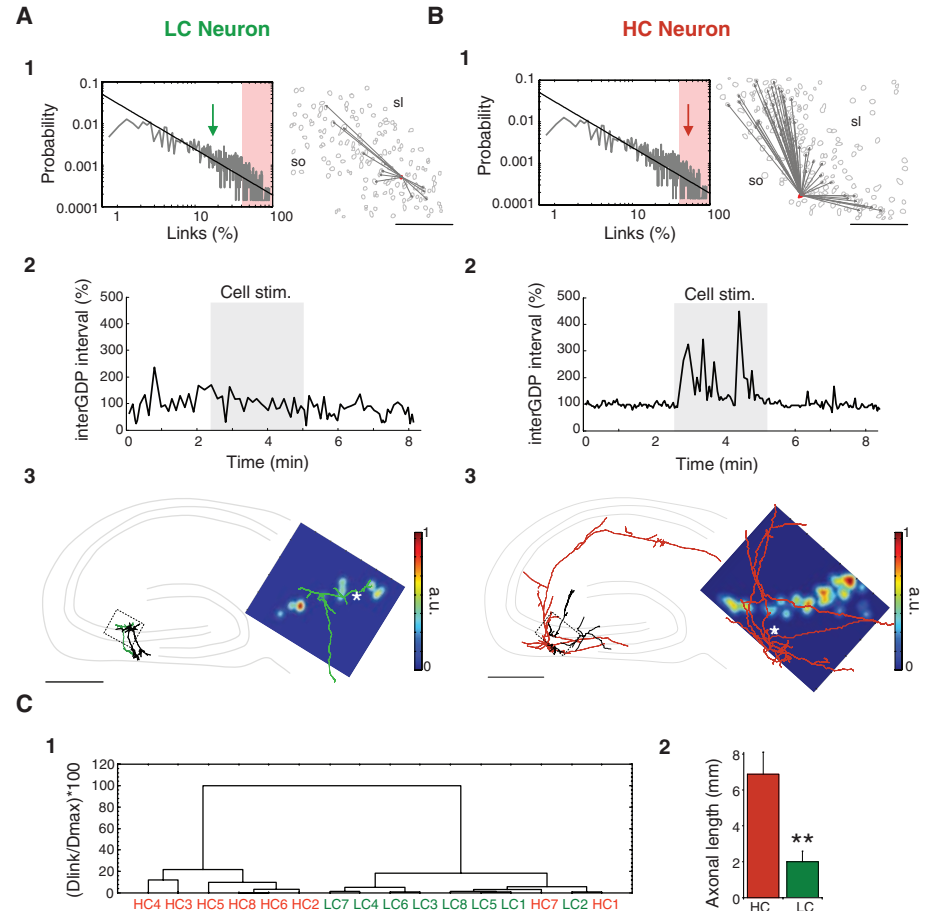 A
LC Neuron
B
HC Neuron
1
0.1
0.01
0.001
0.0001
Probability
1 10 100
Links (%)
so
sl
1
0.1
0.01
0.001
0.0001
Probability
1 10 100
Links (%)
so
sl
2
Cell stim.
500
400
300
200
100
0
interGDP interval (%)
0 2 4 6 8
Time (min)
2
Cell stim.
500
400
300
200
100
0
interGDP interval (%)
0 2 4 6 8
Time (min)
3
*
1
a.u.
0
3
*
1
a.u.
0
C
1
120
100
80
60
40
20
0
(Dlink/Dmax)*100
HC4 HC3 HC5 HC8 HC6 HC2 LC7 LC4 LC6 LC3 LC8 LC5 LC1 HC7 LC2 HC1
2
8
6
4
2
0
Axonal length (mm)
**
HC LC